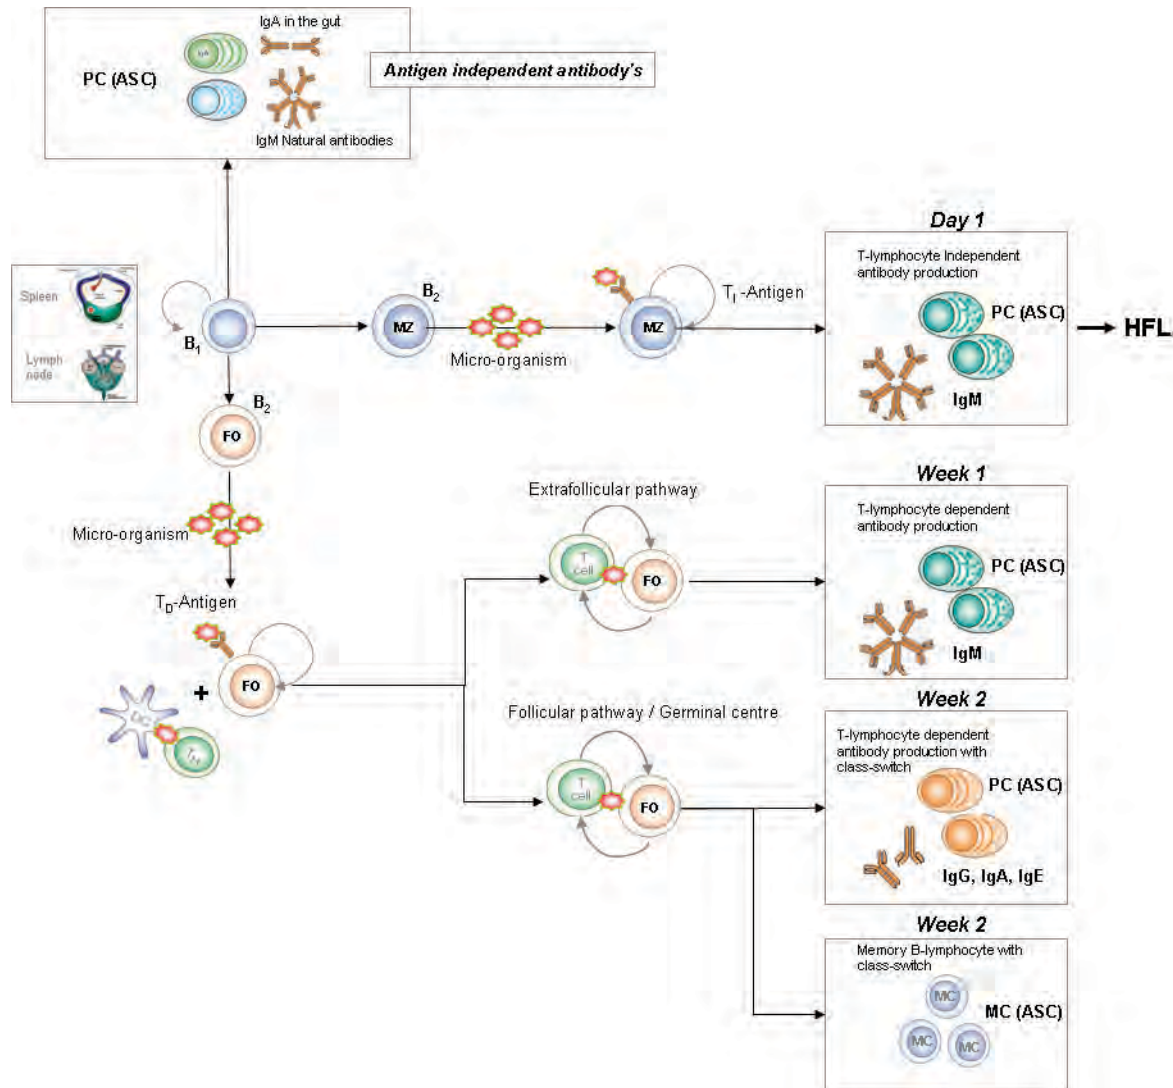 IgA in the gut
IgA
PC (ASC)
IgM Natural antibodies
Antigen independent antibody's
Spleen
Lymph
node
B1
B2
MZ
Micro-organism
MZ
TI -Antigen
Day 1
T-lymphocyte Independent
antibody production
PC (ASC)
IgM
HFL
B2
FO
Micro-organism
TD-Antigen
FO
+
DC
Extrafollicular pathway
T
cell
FO
Week 1
T-lymphocyte dependent
antibody production
PC (ASC)
IgM
Follicular pathway / Germinal centre
T
cell
FO
Week 2
T-lymphocyte dependent
antibody production with
class-switch
PC (ASC)
IgG, IgA, IgE
Week 2
Memory B-lymphocyte with
class-switch
MC
MC (ASC)
MC
MC